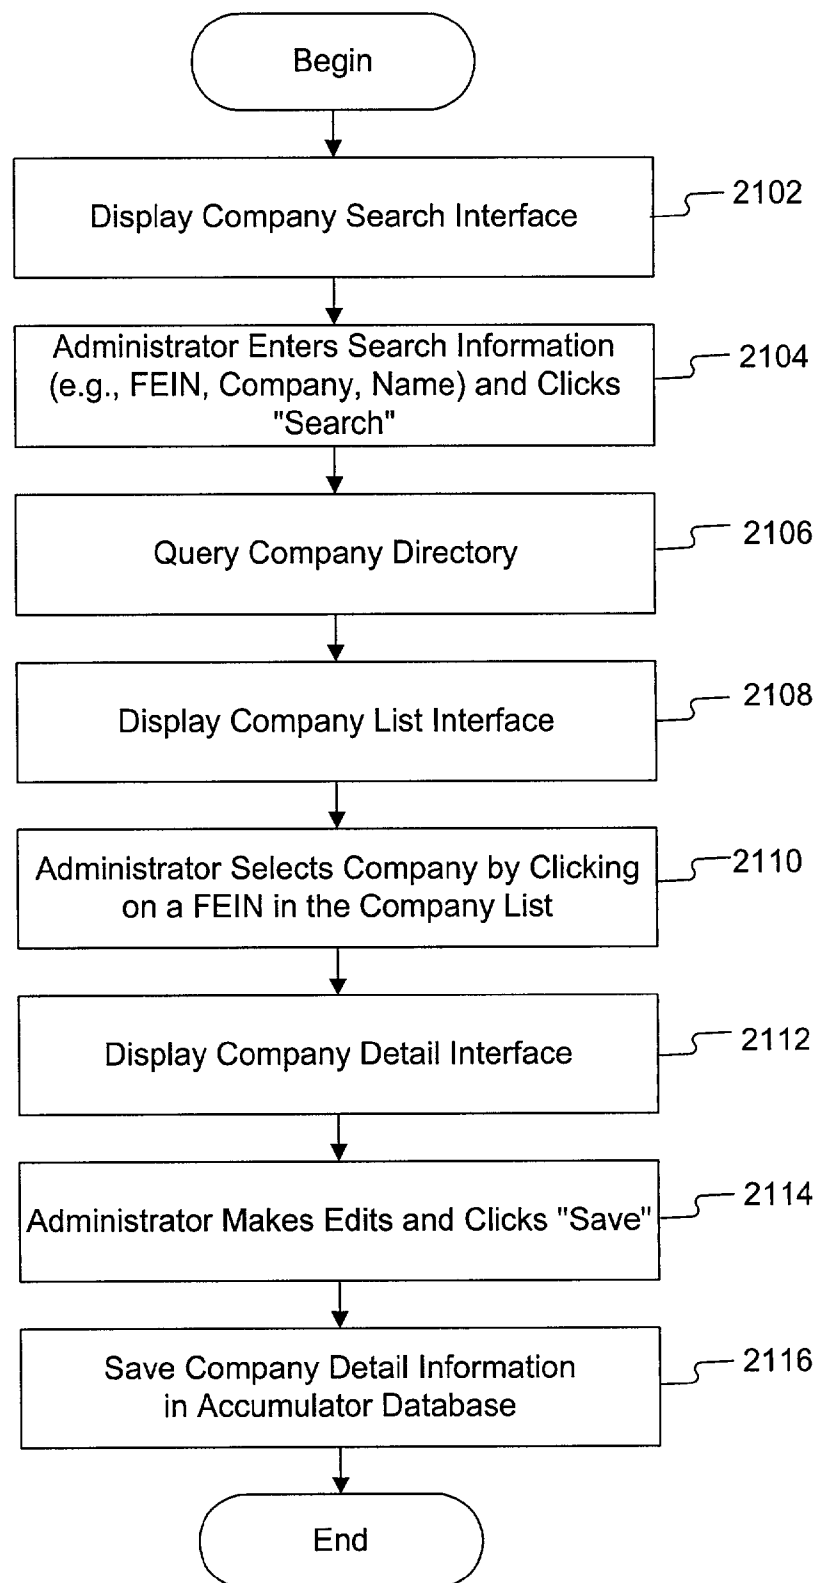 Begin
Display Company Search Interface
2102
Administrator Enters Search Information
(e.g., FEIN, Company, Name) and Clicks
"Search"
2104
Query Company Directory
2106
Display Company List Interface
2108
Administrator Selects Company by Clicking
on a FEIN in the Company List
2110
Display Company Detail Interface
2112
Administrator Makes Edits and Clicks "Save"
2114
Save Company Detail Information
in Accumulator Database
2116
End